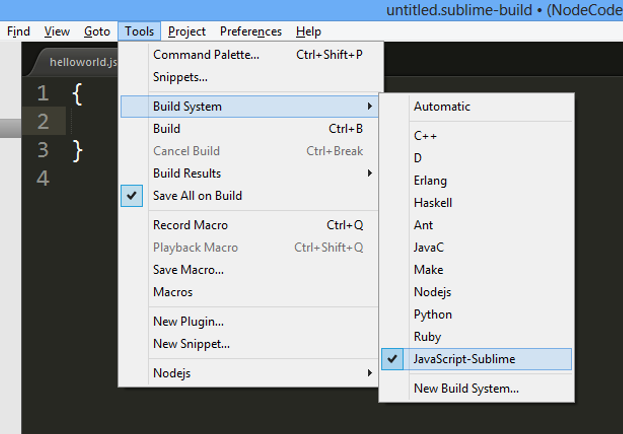 untitled.sublime-build • (NodeCode
Find View Goto Tools Project Preferences Help
helloworld.js
1 {
2
3 }
4
Command Palette... Ctrl+Shift+P
Snippets...
Build System
Build Ctrl+B
Cancel Build Ctrl+Break
Build Results
Save All on Build
Record Macro Ctrl+Q
Playback Macro Ctrl+Shift+Q
Save Macro...
Macros
New Plugin...
New Snippet...
Nodejs
Automatic
C++
D
Erlang
Haskell
Ant
JavaC
Make
Nodejs
Python
Ruby
JavaScript-Sublime
New Build System...